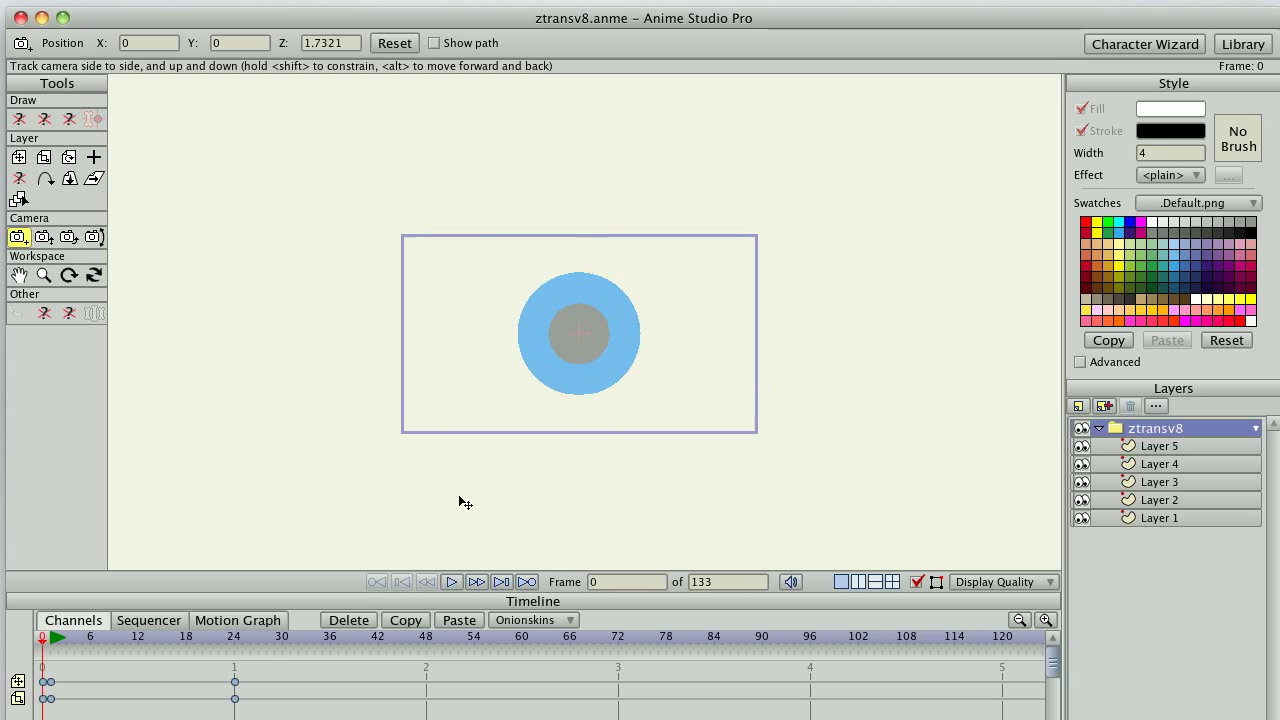 ztransv8.anme – Anime Studio Pro
Position X: 0 Y: 0 Z: 1.7321 Reset Show path Character Wizard Library
Track camera side to side, and up and down (hold <shift> to constrain, <alt> to move forward and back) Frame: 0
Tools
Draw
? ? ?
Layer
?
Camera
Workspace
Other
? ?
Style
Fill
Stroke
No Brush
Width 4
Effect <plain> ...
Swatches .Default.png
Copy Paste Reset
Advanced
Layers
...
ztransv8
Layer 5
Layer 4
Layer 3
Layer 2
Layer 1
Frame 0 of 133 Display Quality
Timeline
Channels Sequencer Motion Graph Delete Copy Paste Onionskins
0 6 12 18 24 30 36 42 48 54 60 66 72 78 84 90 96 102 108 114 120
0 1 2 3 4 5